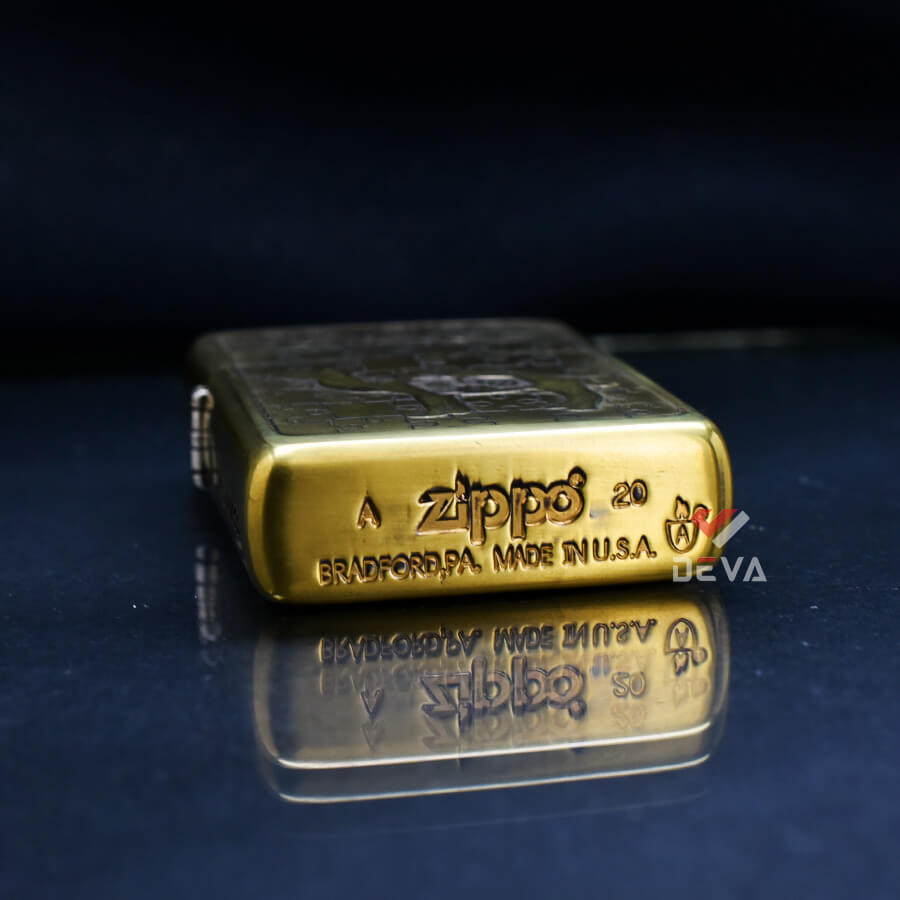 A zippo 20
BRADFORD,PA. MADE IN U.S.A. A
DEVA